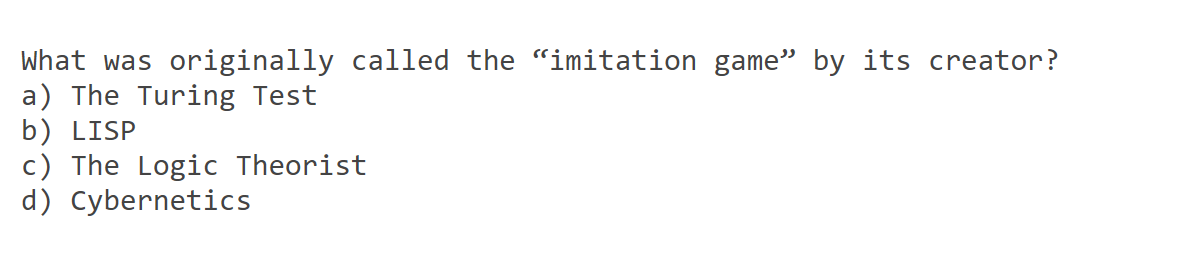 What was originally called the “imitation game” by its creator?
a) The Turing Test
b) LISP
c) The Logic Theorist
d) Cybernetics